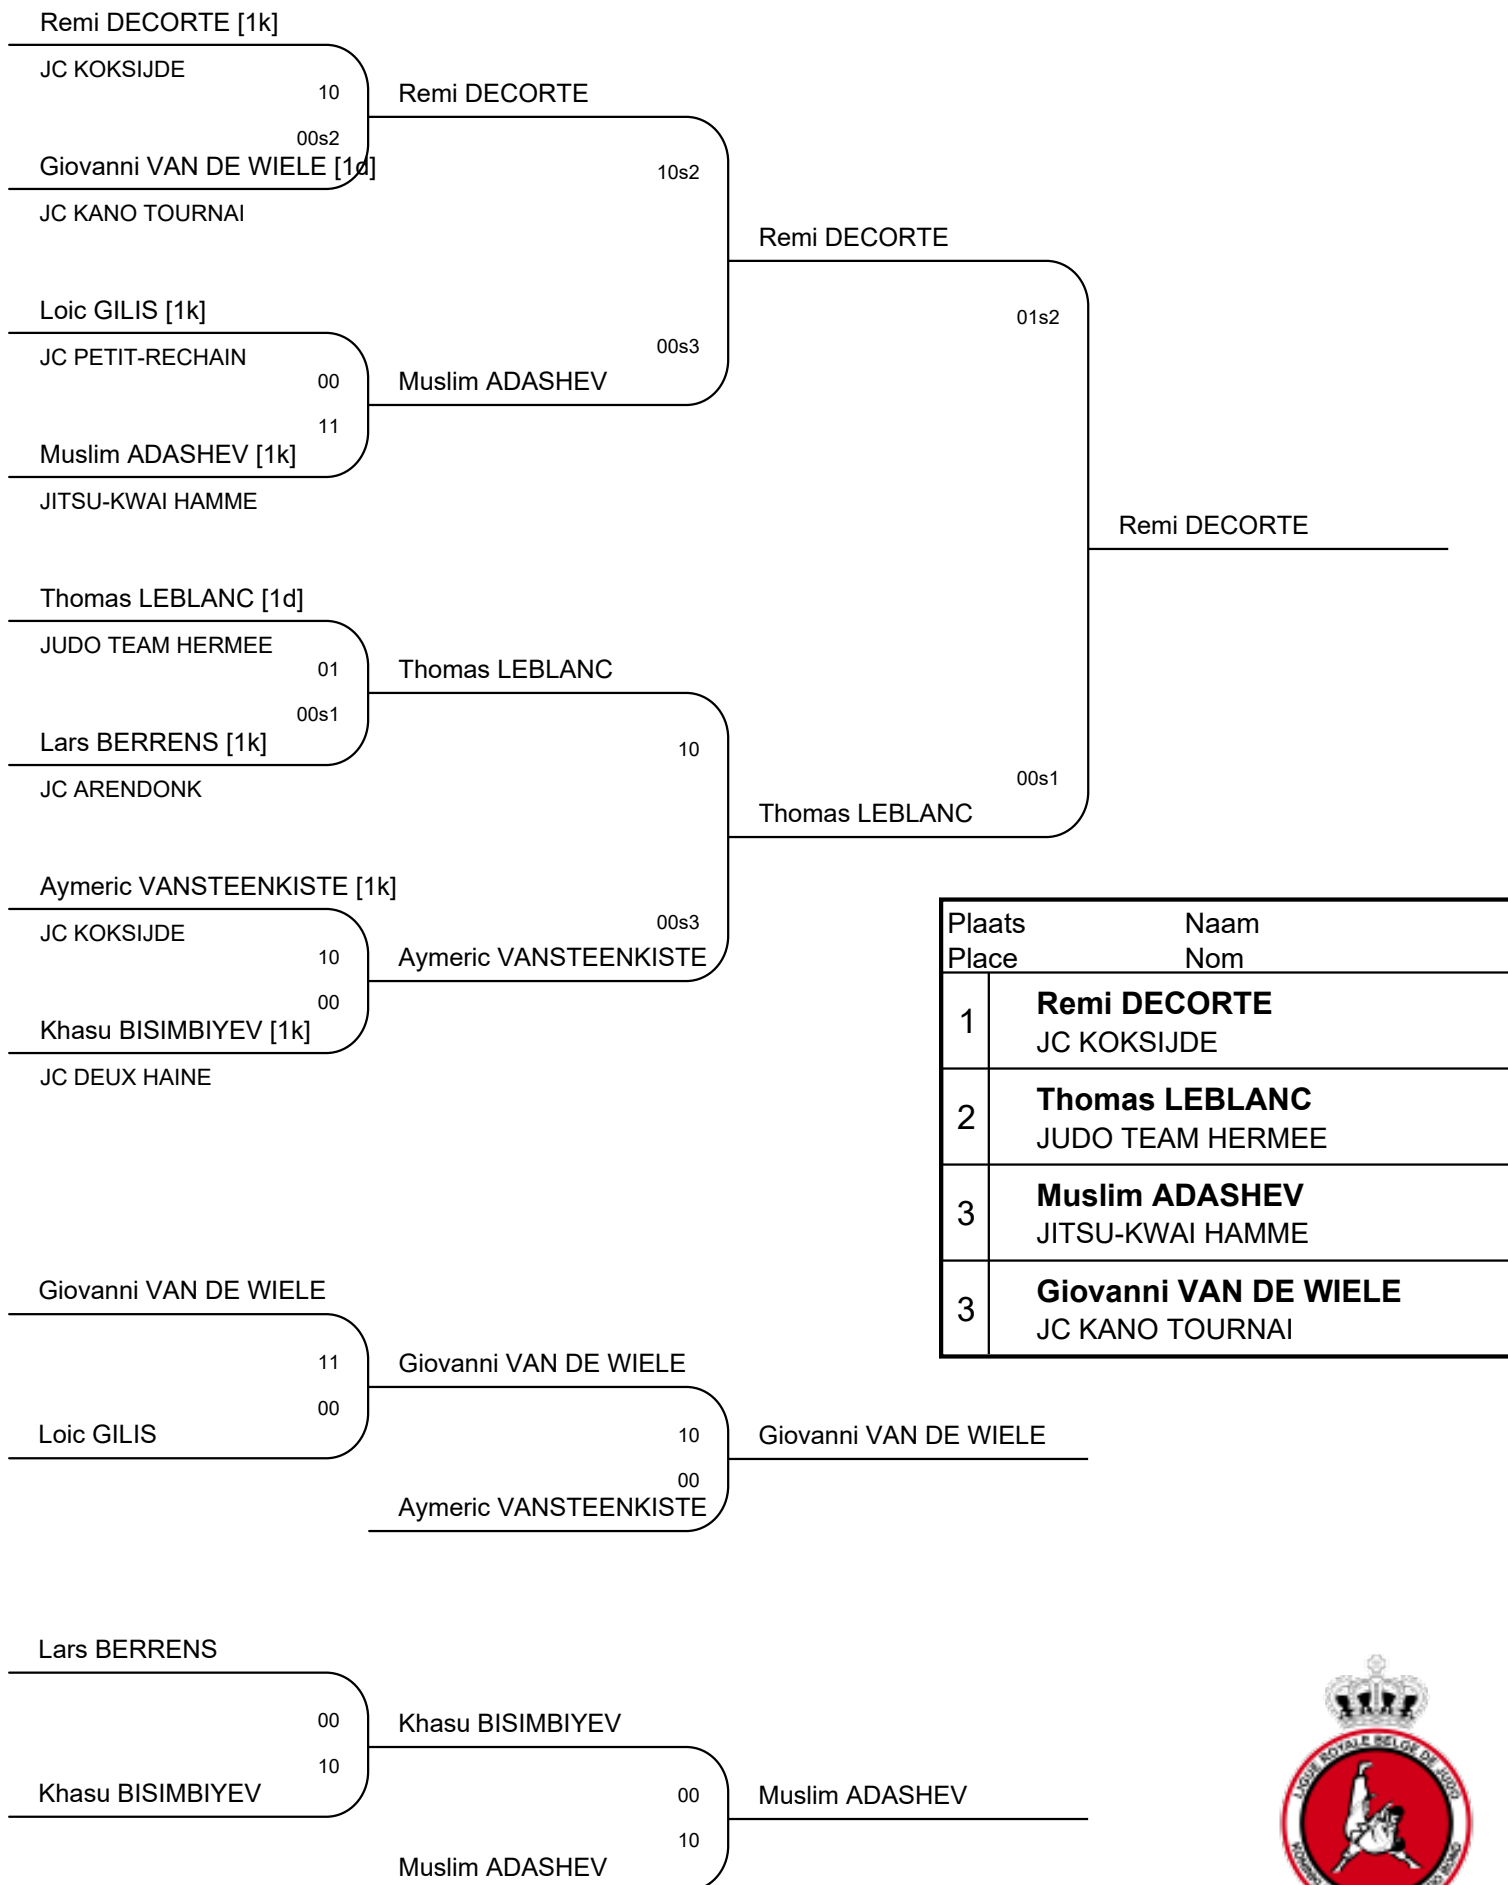 Remi DECORTE [1k]
JC KOKSIJDE
10
Remi DECORTE
00s2
Giovanni VAN DE WIELE [1d]
10s2
JC KANO TOURNAI
Remi DECORTE
Loic GILIS [1k]
01s2
JC PETIT-RECHAIN
00s3
00
Muslim ADASHEV
11
Muslim ADASHEV [1k]
JITSU-KWAI HAMME
Remi DECORTE
Thomas LEBLANC [1d]
JUDO TEAM HERMEE
01
Thomas LEBLANC
00s1
Lars BERRENS [1k]
10
JC ARENDONK
00s1
Thomas LEBLANC
Aymeric VANSTEENKISTE [1k]
JC KOKSIJDE
00s3
10
Aymeric VANSTEENKISTE
00
Khasu BISIMBIYEV [1k]
JC DEUX HAINE
Plaats Naam
Place Nom
1 Remi DECORTE
JC KOKSIJDE
2 Thomas LEBLANC
JUDO TEAM HERMEE
3 Muslim ADASHEV
JITSU-KWAI HAMME
3 Giovanni VAN DE WIELE
JC KANO TOURNAI
Giovanni VAN DE WIELE
11
Giovanni VAN DE WIELE
00
Loic GILIS
10
Giovanni VAN DE WIELE
00
Aymeric VANSTEENKISTE
Lars BERRENS
00
Khasu BISIMBIYEV
10
Khasu BISIMBIYEV
00
Muslim ADASHEV
10
Muslim ADASHEV
LIGUE ROYALE BELGE DE JUDO